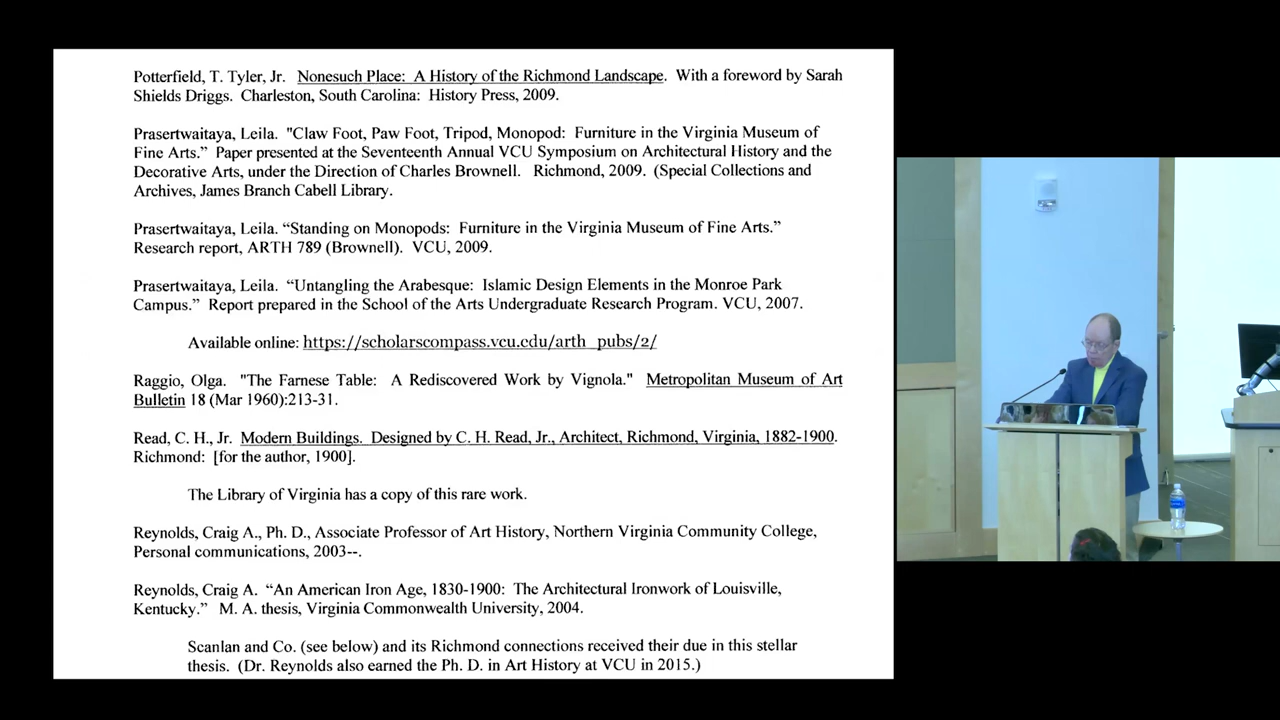 Potterfield, T. Tyler, Jr. Nonesuch Place: A History of the Richmond Landscape. With a foreword by Sarah
Shields Driggs. Charleston, South Carolina: History Press, 2009.
Prasertwaitaya, Leila. "Claw Foot, Paw Foot, Tripod, Monopod: Furniture in the Virginia Museum of
Fine Arts.” Paper presented at the Seventeenth Annual VCU Symposium on Architectural History and the
Decorative Arts, under the Direction of Charles Brownell. Richmond, 2009. (Special Collections and
Archives, James Branch Cabell Library.
Prasertwaitaya, Leila. “Standing on Monopods: Furniture in the Virginia Museum of Fine Arts.”
Research report, ARTH 789 (Brownell). VCU, 2009.
Prasertwaitaya, Leila. “Untangling the Arabesque: Islamic Design Elements in the Monroe Park
Campus.” Report prepared in the School of the Arts Undergraduate Research Program. VCU, 2007.
Available online: https://scholarscompass.vcu.edu/arth_pubs/2/
Raggio, Olga. "The Farnese Table: A Rediscovered Work by Vignola." Metropolitan Museum of Art
Bulletin 18 (Mar 1960):213-31.
Read, C. H., Jr. Modern Buildings. Designed by C. H. Read, Jr., Architect, Richmond, Virginia, 1882-1900.
Richmond: [for the author, 1900].
The Library of Virginia has a copy of this rare work.
Reynolds, Craig A., Ph. D., Associate Professor of Art History, Northern Virginia Community College,
Personal communications, 2003--.
Reynolds, Craig A. “An American Iron Age, 1830-1900: The Architectural Ironwork of Louisville,
Kentucky.” M. A. thesis, Virginia Commonwealth University, 2004.
Scanlan and Co. (see below) and its Richmond connections received their due in this stellar
thesis. (Dr. Reynolds also earned the Ph. D. in Art History at VCU in 2015.)